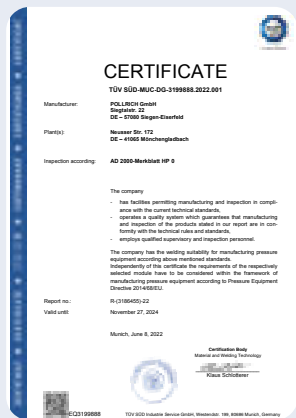 CERTIFICATE
TÜV SÜD-MUC-DG-3199888.2022.001
Manufacturer: POLLRICH GmbH
Siegtalstr. 22
DE – 57080 Siegen-Eiserfeld
Plant(s): Neusser Str. 172
DE – 41065 Mönchengladbach
Inspection according: AD 2000-Merkblatt HP 0
The company
- has facilities permitting manufacturing and inspection in compli-
ance with the current technical standards,
- operates a quality system which guarantees that manufacturing
and inspection of the products stated in our report are in con-
formity with the technical rules and standards,
- employs qualified supervisory and inspection personnel.
The company has the welding suitability for manufacturing pressure
equipment according above mentioned standards.
Independently of this certificate the requirements of the respectively
selected module have to be considered within the framework of
manufacturing pressure equipment according to Pressure Equipment
Directive 2014/68/EU.
Report no.: R-(3186455)-22
Valid until: November 27, 2024
Munich, June 8, 2022
Certification Body
Material and Welding Technology
Klaus Schlotterer
EQ3199888
TÜV SÜD Industrie Service GmbH, Westendstr. 199, 80686 Munich, Germany